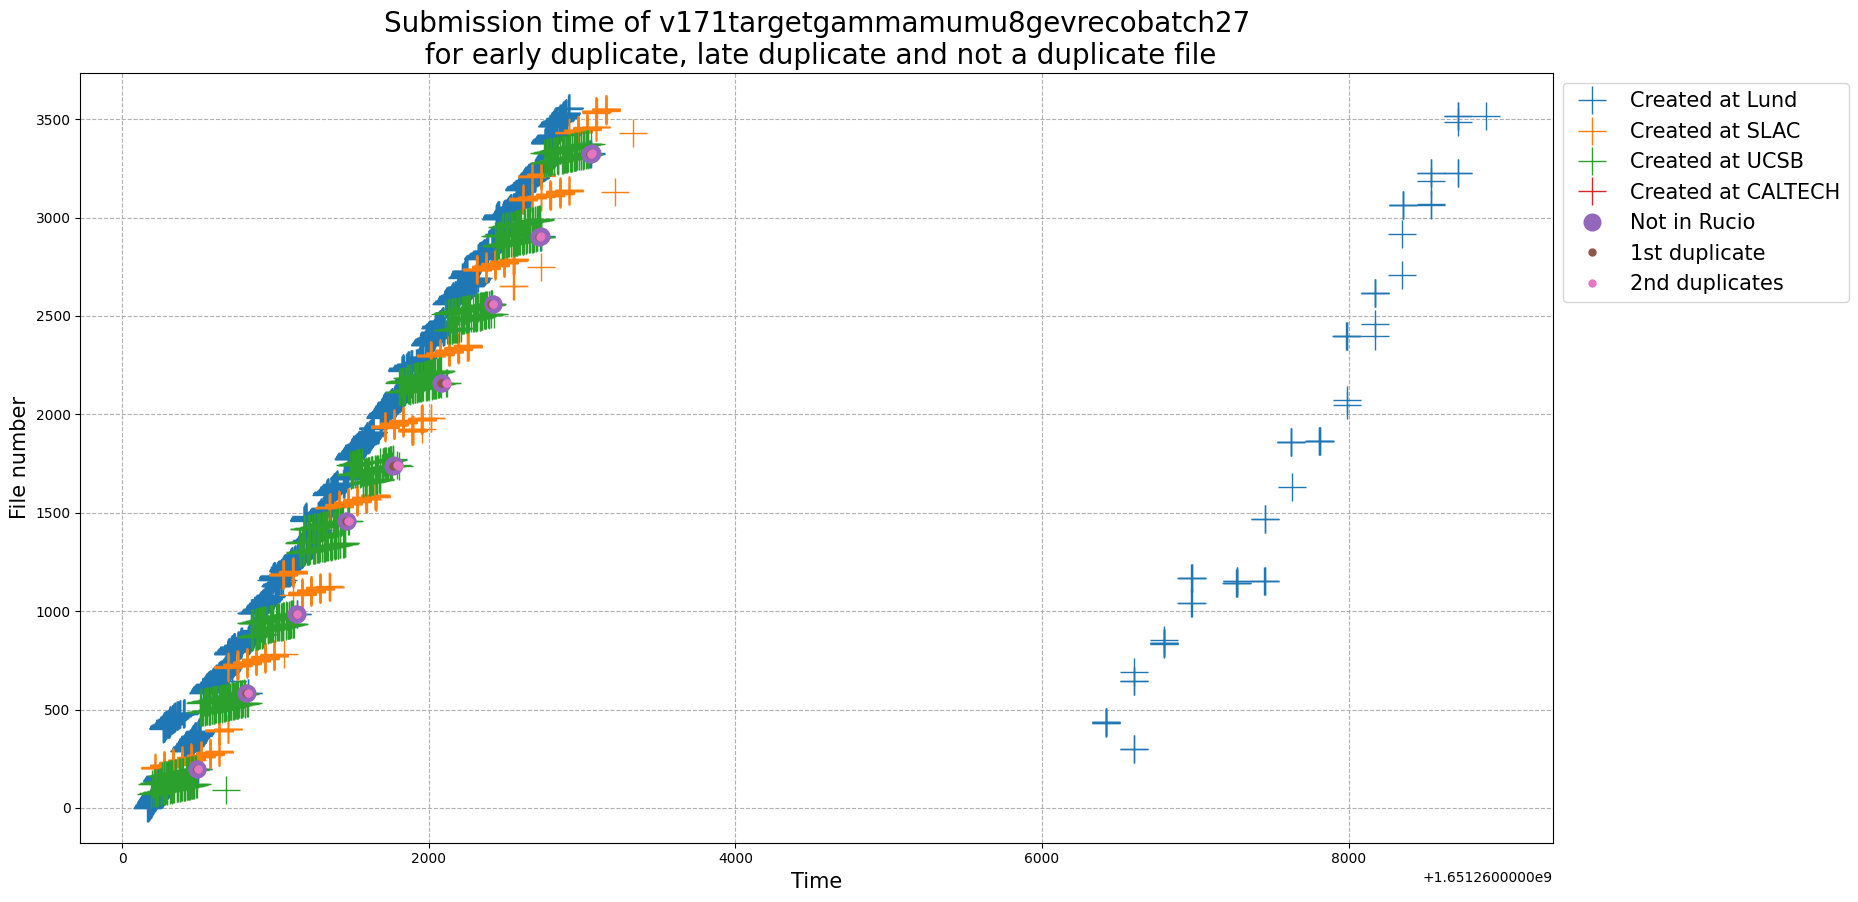 Submission time of v171targetgammamumu8gevrecobatch27
for early duplicate, late duplicate and not a duplicate file
File number
3500
3000
2500
2000
1500
1000
500
0
0
2000
4000
6000
8000
+1.6512600000e9
Time
Created at Lund
Created at SLAC
Created at UCSB
Created at CALTECH
Not in Rucio
1st duplicate
2nd duplicates